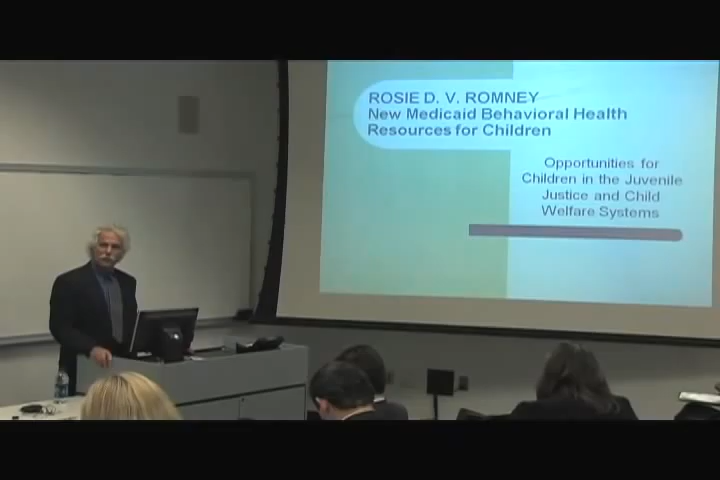 ROSIE D. V. ROMNEY
New Medicaid Behavioral Health
Resources for Children
Opportunities for
Children in the Juvenile
Justice and Child
Welfare Systems